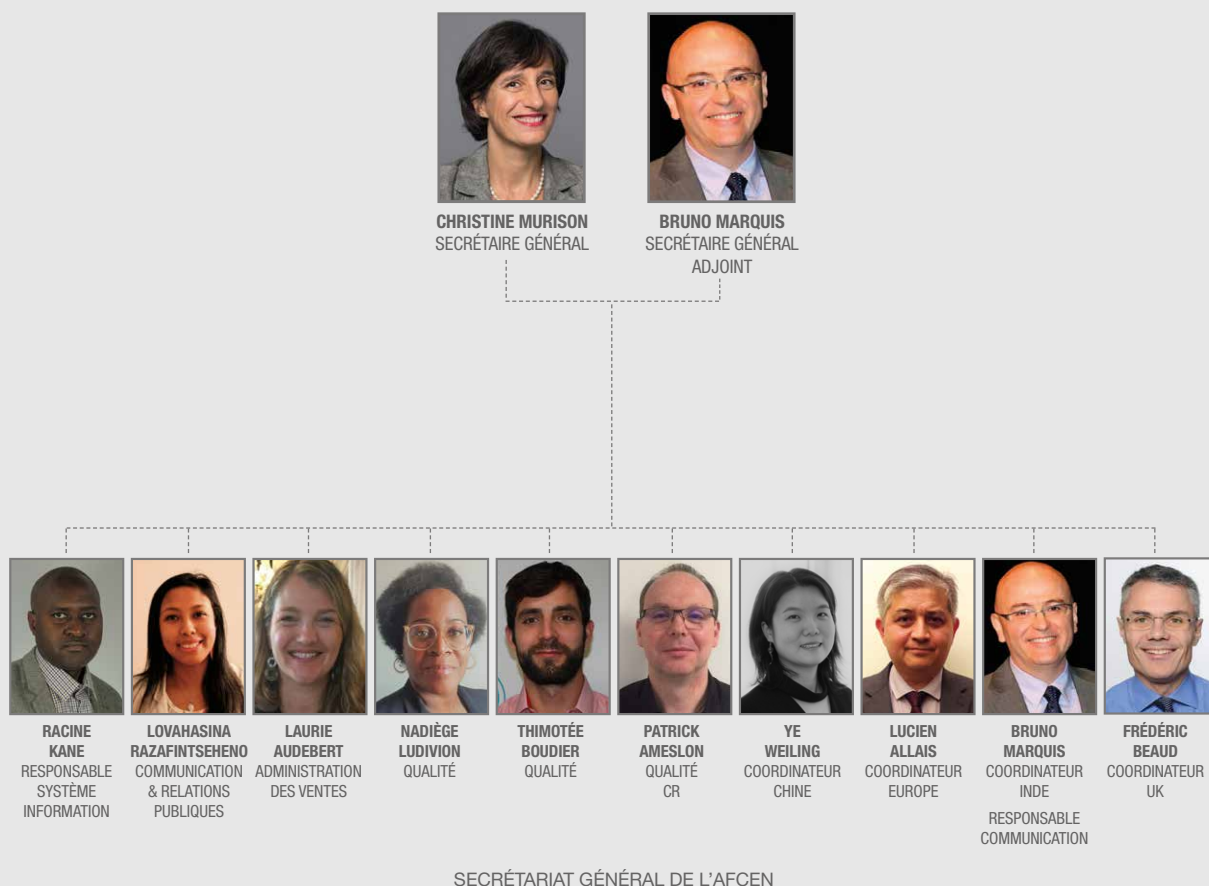 CHRISTINE MURISON
SECRÉTAIRE GÉNÉRAL
BRUNO MARQUIS
SECRÉTAIRE GÉNÉRAL
ADJOINT
RACINE
KANE
RESPONSABLE
SYSTÈME
INFORMATION
LOVAHASINA
RAZAFINTSEHENO
COMMUNICATION
& RELATIONS
PUBLIQUES
LAURIE
AUDEBERT
ADMINISTRATION
DES VENTES
NADIÈGE
LUDIVION
QUALITÉ
THIMOTÉE
BOUDIER
QUALITÉ
PATRICK
AMESLON
QUALITÉ
CR
YE
WEILING
COORDINATEUR
CHINE
LUCIEN
ALLAIS
COORDINATEUR
EUROPE
BRUNO
MARQUIS
COORDINATEUR
INDE
RESPONSABLE
COMMUNICATION
FRÉDÉRIC
BEAUD
COORDINATEUR
UK
SECRÉTARIAT GÉNÉRAL DE L'AFCEN